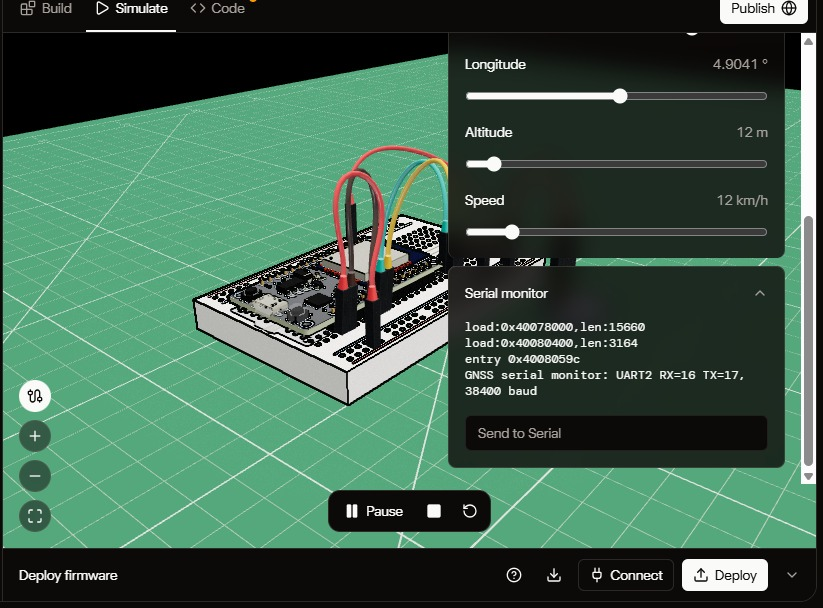 Build
Simulate
Code
Publish
Longitude
4.9041 °
Altitude
12 m
Speed
12 km/h
Serial monitor
load:0x40078000,len:15660
load:0x40080400,len:3164
entry 0x4008059c
GNSS serial monitor: UART2 RX=16 TX=17,
38400 baud
Send to Serial
Pause
Deploy firmware
Connect
Deploy